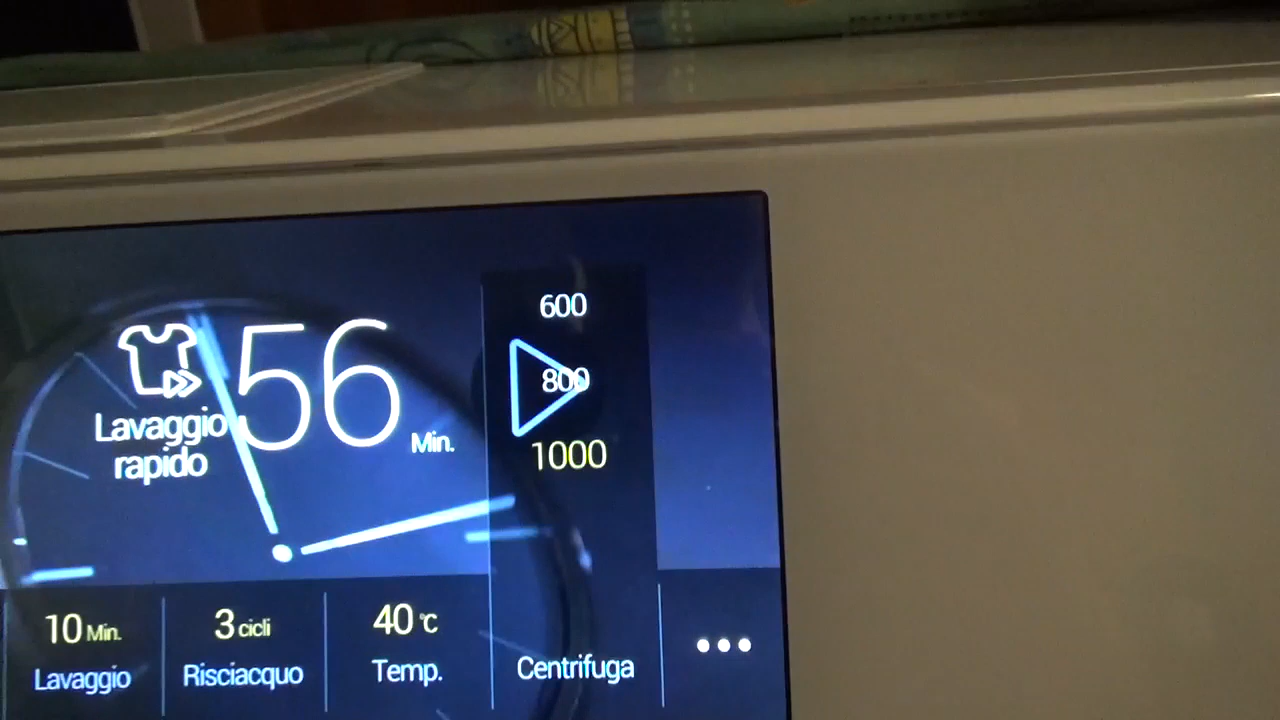 56 Min.
Lavaggio
rapido
600
800
1000
10 Min.
Lavaggio
3 cicli
Risciacquo
40 °C
Temp.
Centrifuga